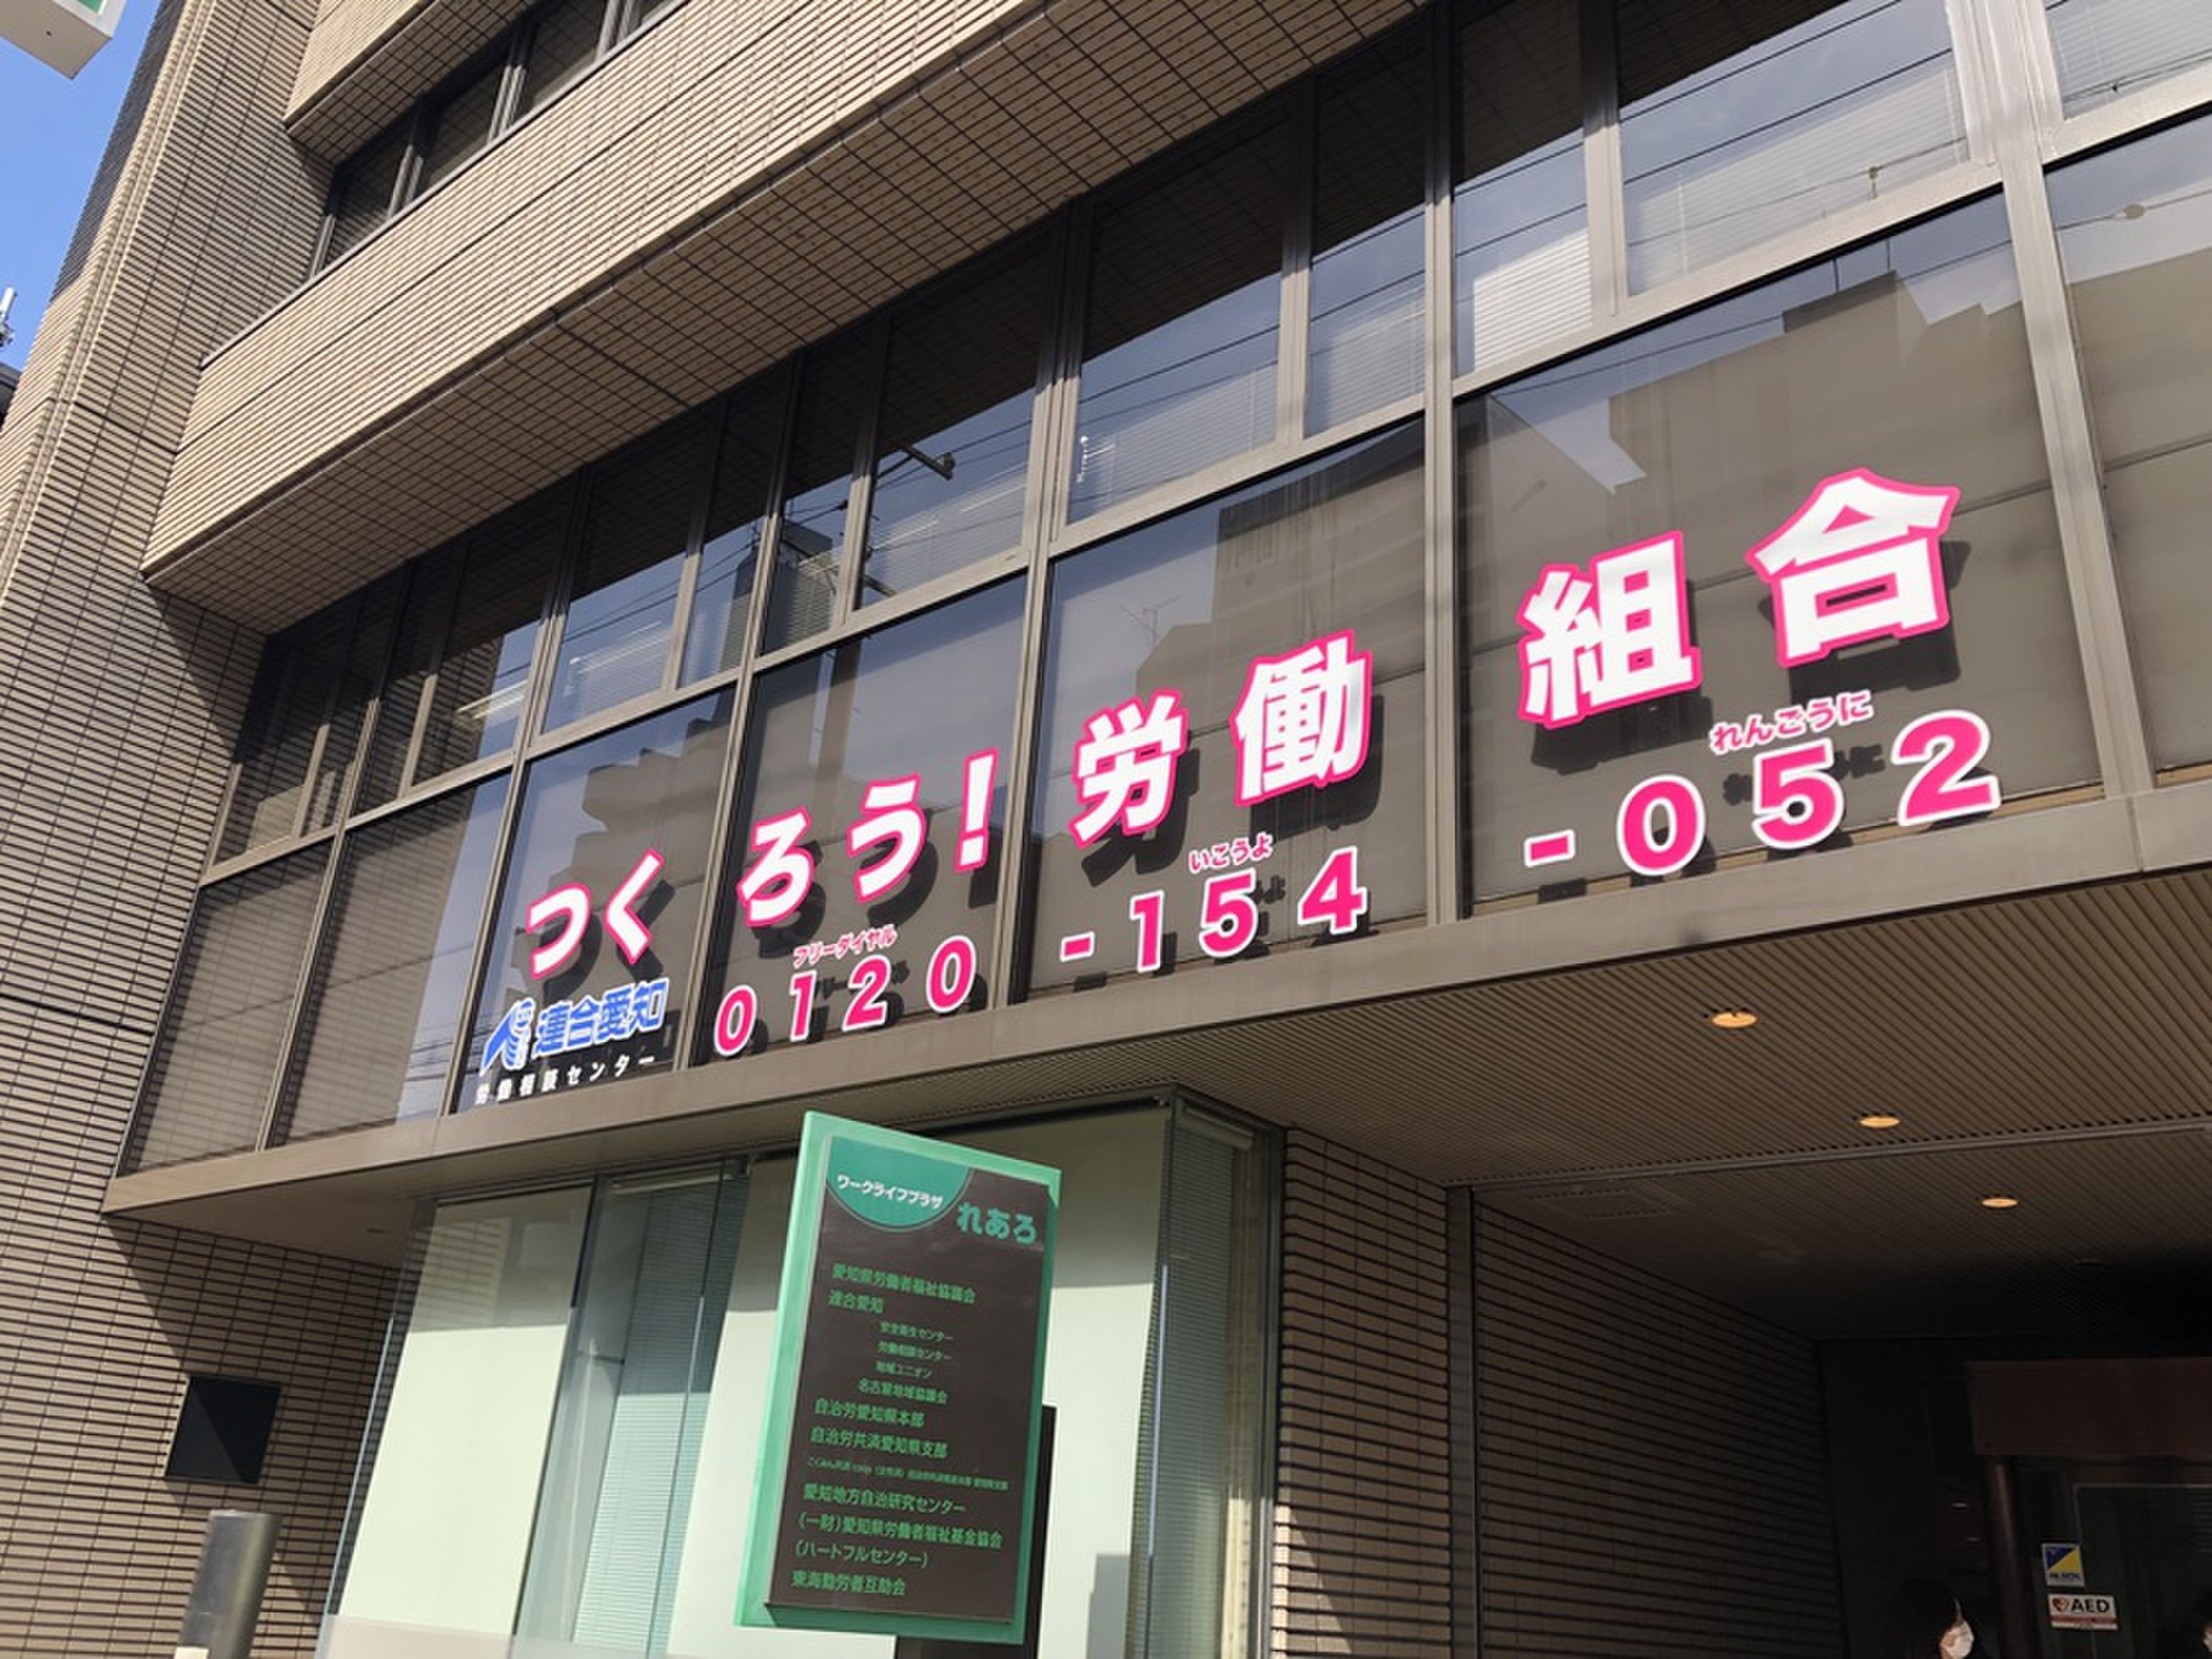 つくろう!労働組合
フリーダイヤル いこうよ れんごうに
0120-154-052
連合愛知
労働相談センター
ワークライフプラザ
れあろ
愛知県労働者福祉協議会
連合愛知
安全衛生センター
労働相談センター
地域ユニオン
名古屋地域協議会
自治労愛知県本部
自治労共済愛知県支部
愛知地方自治研究センター
(一財)愛知県労働者福祉基金協会
(ハートフルセンター)
東海勤労者互助会
AED